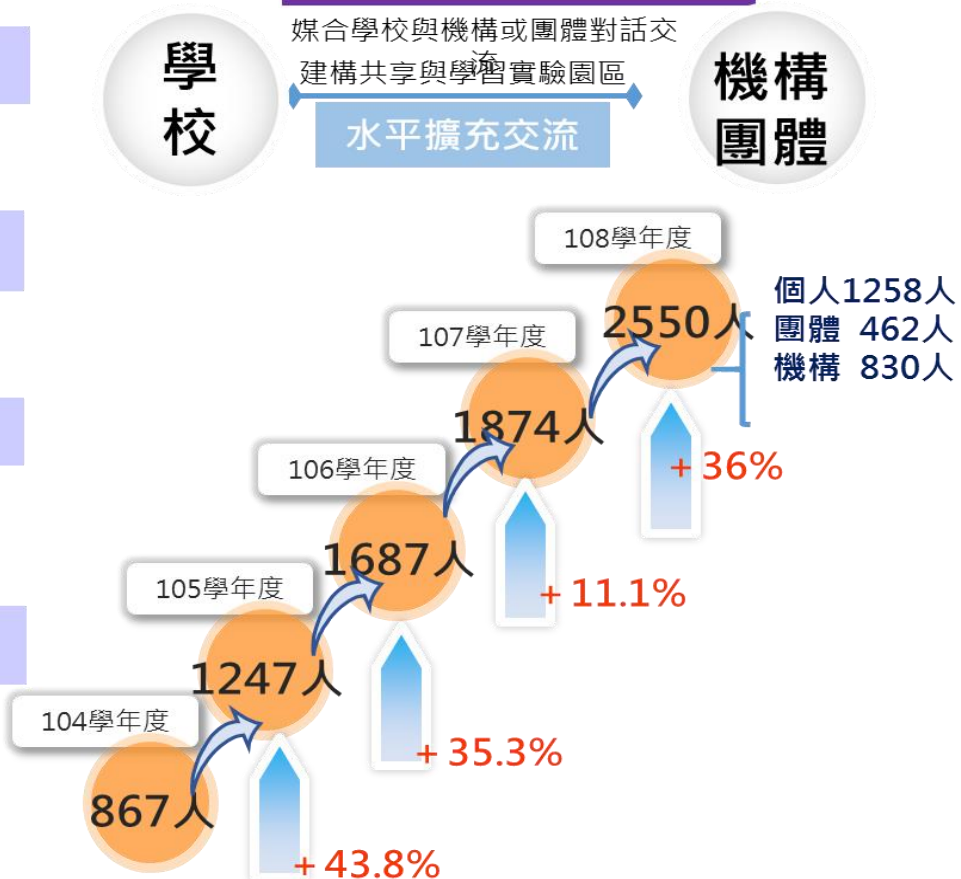 學
校
媒合學校與機構或團體對話交
流
建構共享與學習實驗園區
水平擴充交流
機構
團體
108學年度
2550人
個人1258人
團體 462人
機構 830人
+ 36%
107學年度
1874人
+ 11.1%
106學年度
1687人
+ 35.3%
105學年度
1247人
+ 43.8%
104學年度
867人